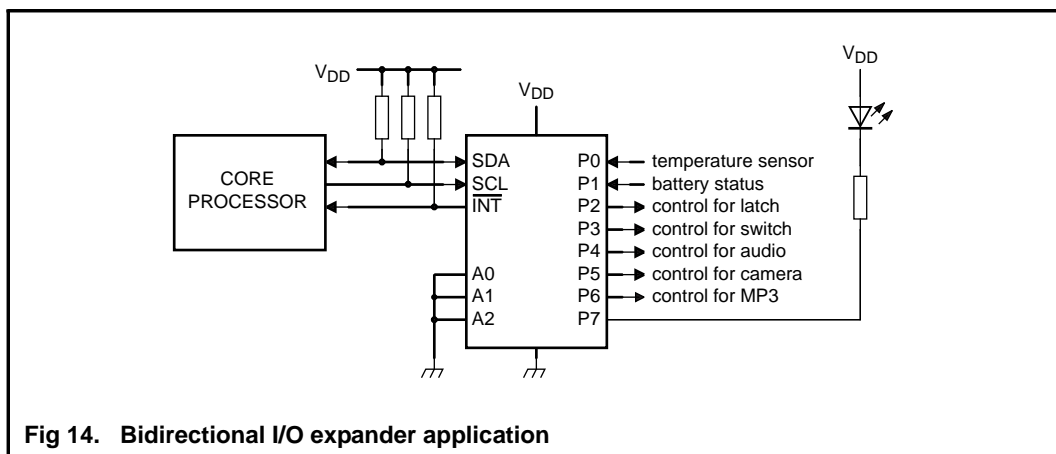 VDD
VDD
VDD
CORE
PROCESSOR
SDA
SCL
INT
A0
A1
A2
P0
P1
P2
P3
P4
P5
P6
P7
temperature sensor
battery status
control for latch
control for switch
control for audio
control for camera
control for MP3
Fig 14. Bidirectional I/O expander application